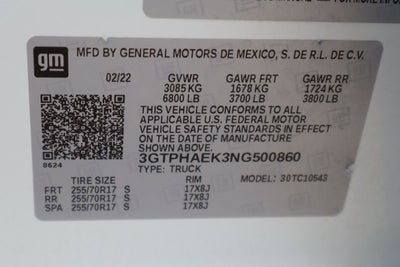 gm
MFD BY GENERAL MOTORS DE MEXICO, S. DE R.L. DE C.V.
02/22 GVWR GAWR FRT GAWR RR
3085 KG 1678 KG 1724 KG
6800 LB 3700 LB 3800 LB
THIS VEHICLE CONFORMS TO ALL
APPLICABLE U.S. FEDERAL MOTOR
VEHICLE SAFETY STANDARDS IN EFFECT
ON THE DATE OF MANUFACTURE SHOWN ABOVE.
3GTPHAEK3NG500860
8624
TYPE: TRUCK MODEL: 30TC10543
TIRE SIZE RIM
FRT 255/70R17 S 17X8J
RR 255/70R17 S 17X8J
SPA 255/70R17 S 17X8J